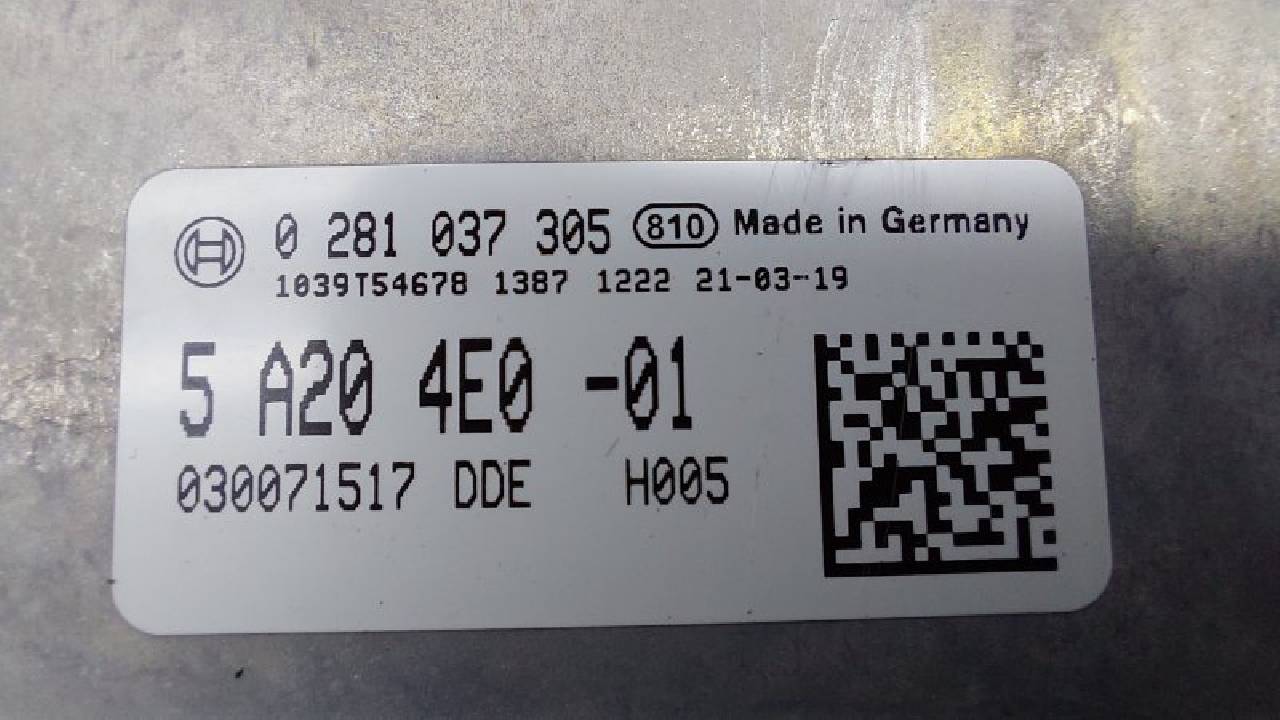 0 281 037 305 810 Made in Germany
1039T54678 1387 1222 21-03-19
5 A20 4E0 -01
030071517 DDE H005